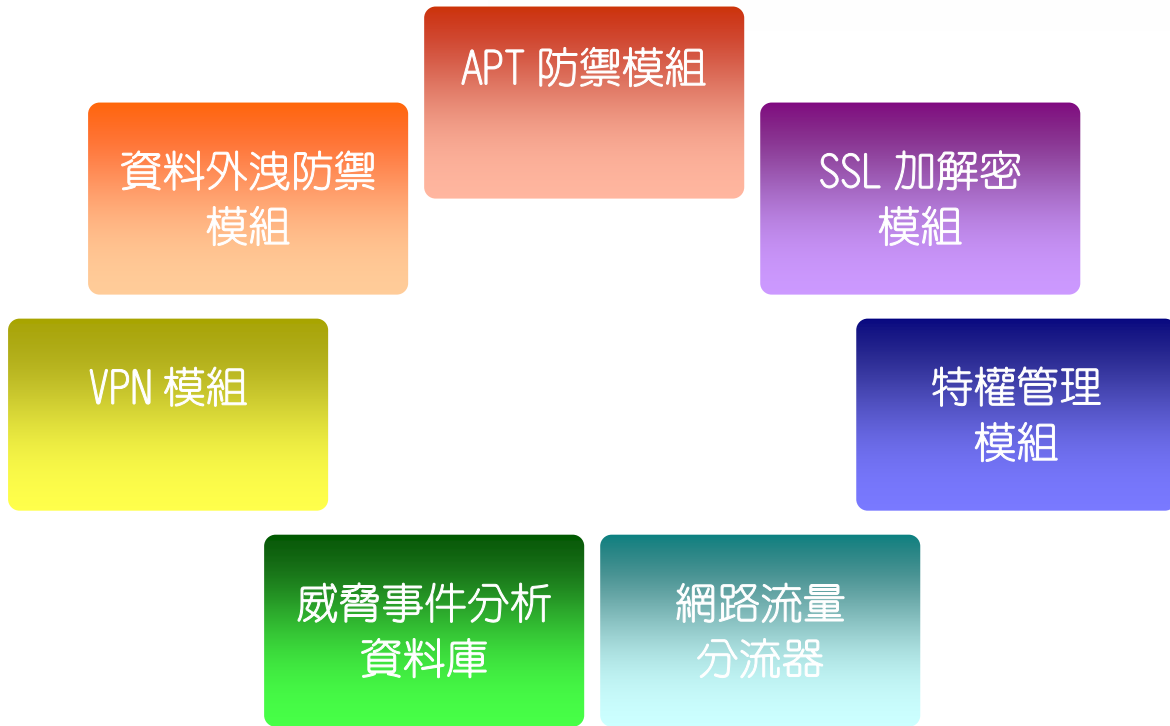 APT 防禦模組
資料外洩防禦
模組
SSL 加解密
模組
VPN 模組
特權管理
模組
威脅事件分析
資料庫
網路流量
分流器